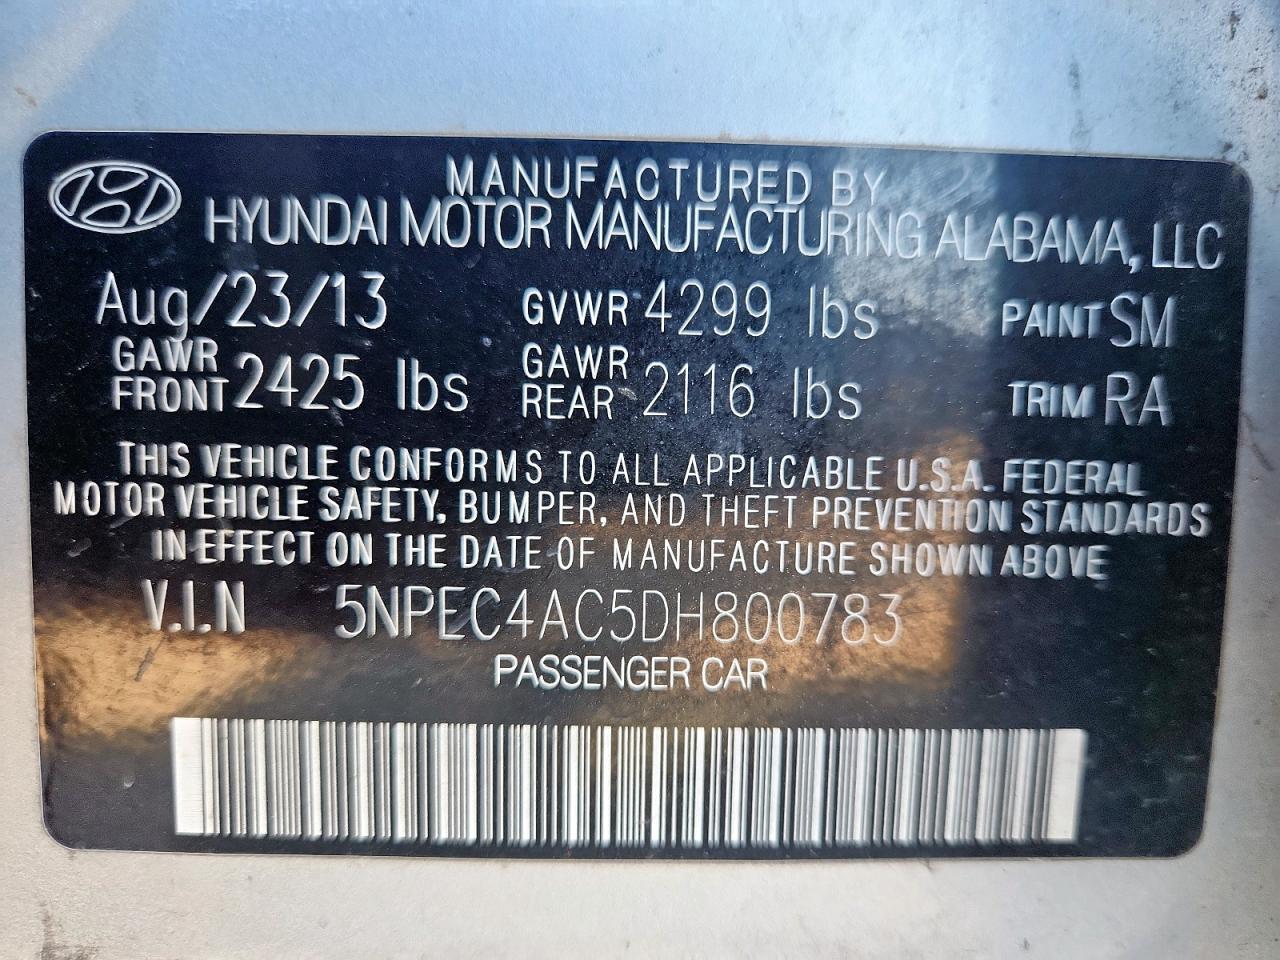 MANUFACTURED BY
HYUNDAI MOTOR MANUFACTURING ALABAMA, LLC
Aug/23/13 GVWR 4299 lbs PAINT SM
GAWR FRONT 2425 lbs GAWR REAR 2116 lbs TRIM RA
THIS VEHICLE CONFORMS TO ALL APPLICABLE U.S.A. FEDERAL
MOTOR VEHICLE SAFETY, BUMPER, AND THEFT PREVENTION STANDARDS
IN EFFECT ON THE DATE OF MANUFACTURE SHOWN ABOVE
V.I.N 5NPEC4AC5DH800783
PASSENGER CAR